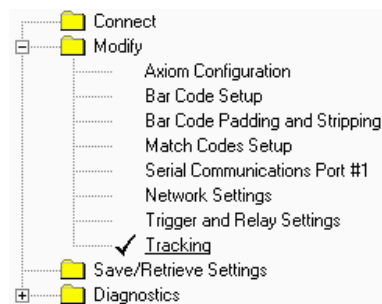 Connect
Modify
Axiom Configuration
Bar Code Setup
Bar Code Padding and Stripping
Match Codes Setup
Serial Communications Port #1
Network Settings
Trigger and Relay Settings
Tracking
Save/Retrieve Settings
Diagnostics